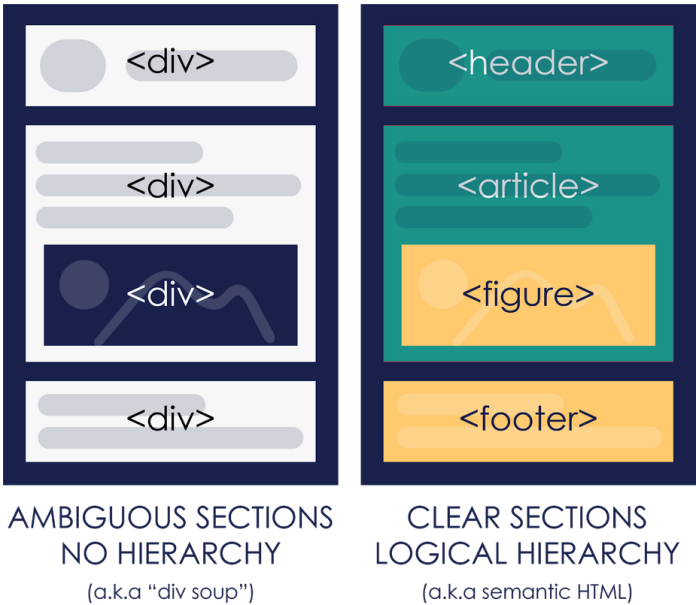 <div>
<div>
<div>
<div>
AMBIGUOUS SECTIONS
NO HIERARCHY
(a.k.a “div soup”)
<header>
<article>
<figure>
<footer>
CLEAR SECTIONS
LOGICAL HIERARCHY
(a.k.a semantic HTML)